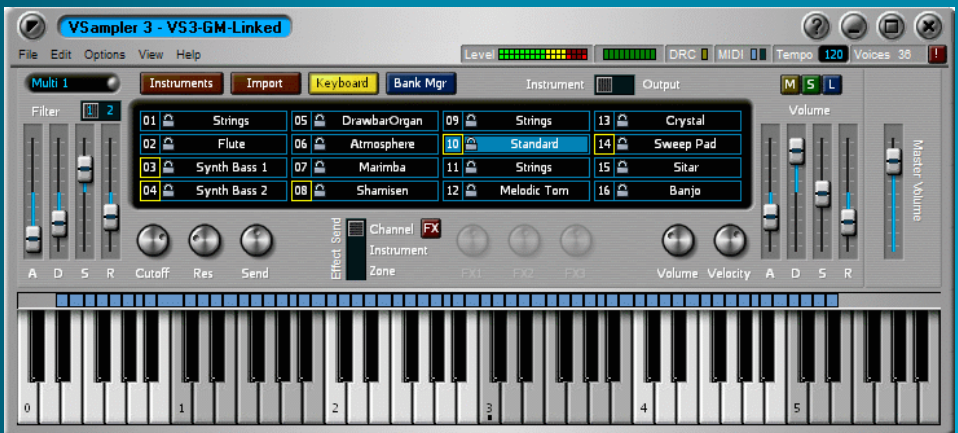 VSampler 3 - VS3-GM-Linked
File Edit Options View Help Level DRC MIDI Tempo 120 Voices 36 !
Multi 1 Instruments Import Keyboard Bank Mgr Instrument Output M S L
Filter 1 2 Volume
01 Strings 05 DrawbarOrgan 09 Strings 13 Crystal
02 Flute 06 Atmosphere 10 Standard 14 Sweep Pad
03 Synth Bass 1 07 Marimba 11 Strings 15 Sitar
04 Synth Bass 2 08 Shamisen 12 Melodic Tom 16 Banjo
Master Volume
Effect Send
Channel FX
Instrument
Zone
A D S R Cutoff Res Send FX1 FX2 FX3 Volume Velocity A D S R
0 1 2 3 4 5